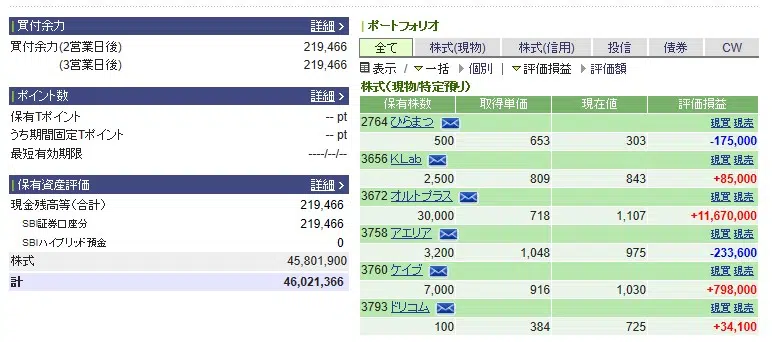 買付余力 詳細 >
買付余力(2営業日後) 219,466
(3営業日後) 219,466
ポイント数 詳細 >
保有Tポイント -- pt
うち期間固定Tポイント -- pt
最短有効期限 ----/--/--
保有資産評価 詳細 >
現金残高等(合計) 219,466
SBI証券口座分 219,466
SBIハイブリッド預金 0
株式 45,801,900
計 46,021,366
ポートフォリオ
全て 株式(現物) 株式(信用) 投信 債券 CW
表示 / 一括 個別 | 評価損益 評価額
株式(現物/特定預り)
保有株数 取得単価 現在値 評価損益
2764 ひらまつ 現買 現売
500 653 303 -175,000
3656 KLab 現買 現売
2,500 809 843 +85,000
3672 オルトプラス 現買 現売
30,000 718 1,107 +11,670,000
3758 アエリア 現買 現売
3,200 1,048 975 -233,600
3760 ケイブ 現買 現売
7,000 916 1,030 +798,000
3793 ドリコム 現買 現売
100 384 725 +34,100